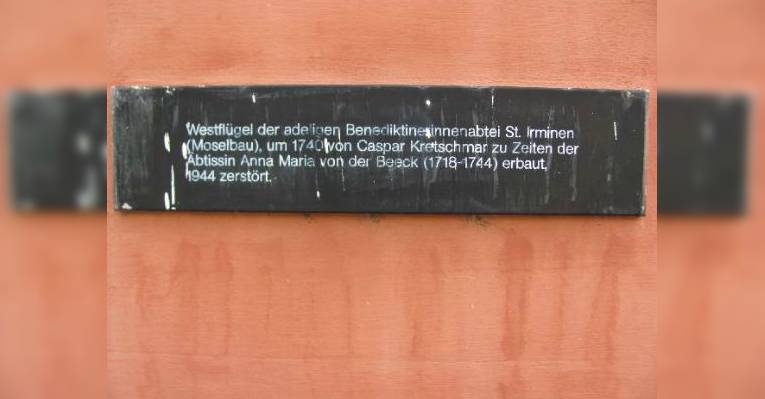 Westflügel der adeligen Benediktinerinnenabtei St. Irminen
(Moselbau), um 1740 von Caspar Kretschmar zu Zeiten der
Äbtissin Anna Maria von der Beeck (1718-1744) erbaut,
1944 zerstört.